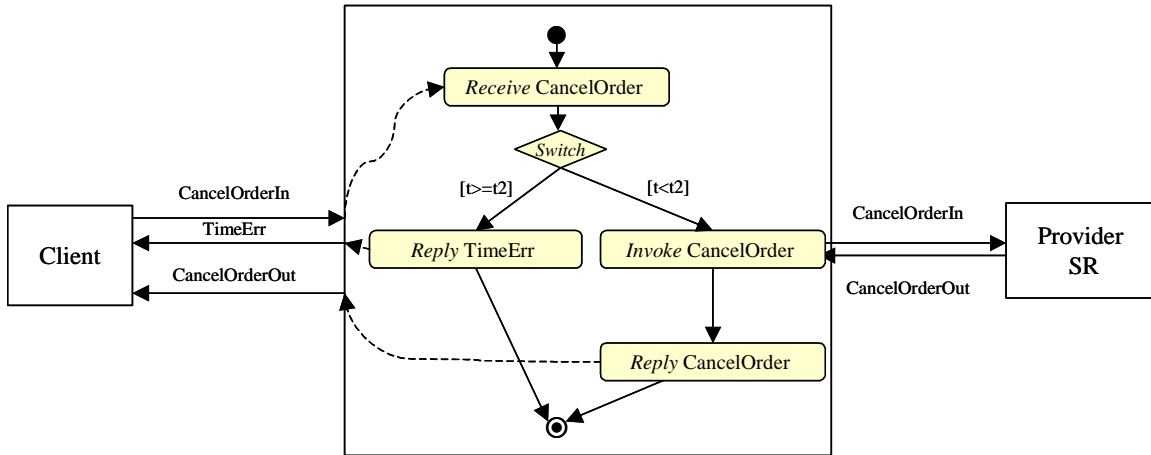 Receive CancelOrder
Switch
[t>=t2]
[t<t2]
CancelOrderIn
TimeErr
CancelOrderOut
Client
Reply TimeErr
Invoke CancelOrder
CancelOrderIn
CancelOrderOut
Provider
SR
Reply CancelOrder